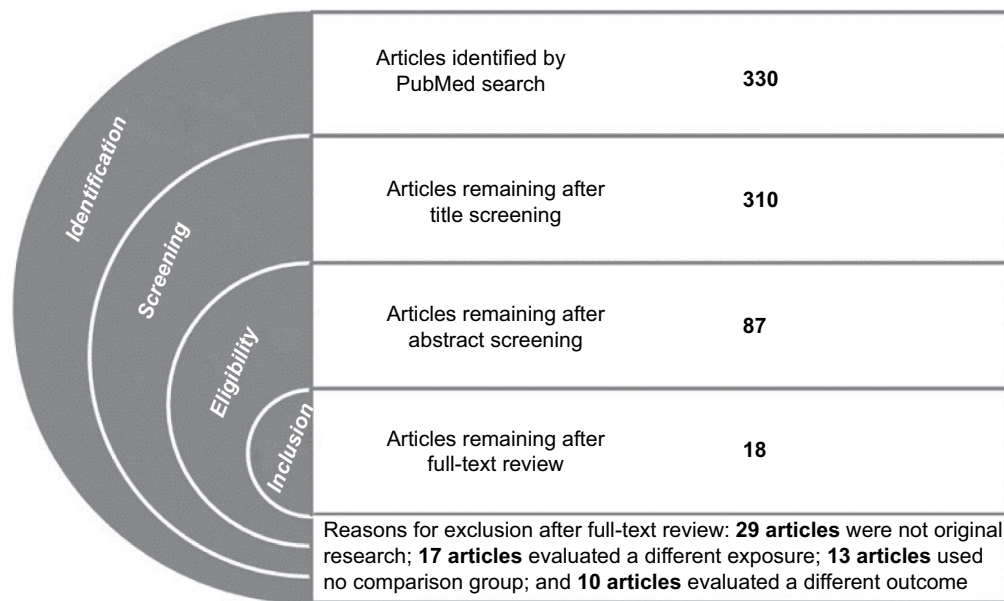 Identification
Articles identified by
PubMed search
330
Screening
Articles remaining after
title screening
310
Eligibility
Articles remaining after
abstract screening
87
Inclusion
Articles remaining after
full-text review
18
Reasons for exclusion after full-text review: 29 articles were not original
research; 17 articles evaluated a different exposure; 13 articles used
no comparison group; and 10 articles evaluated a different outcome